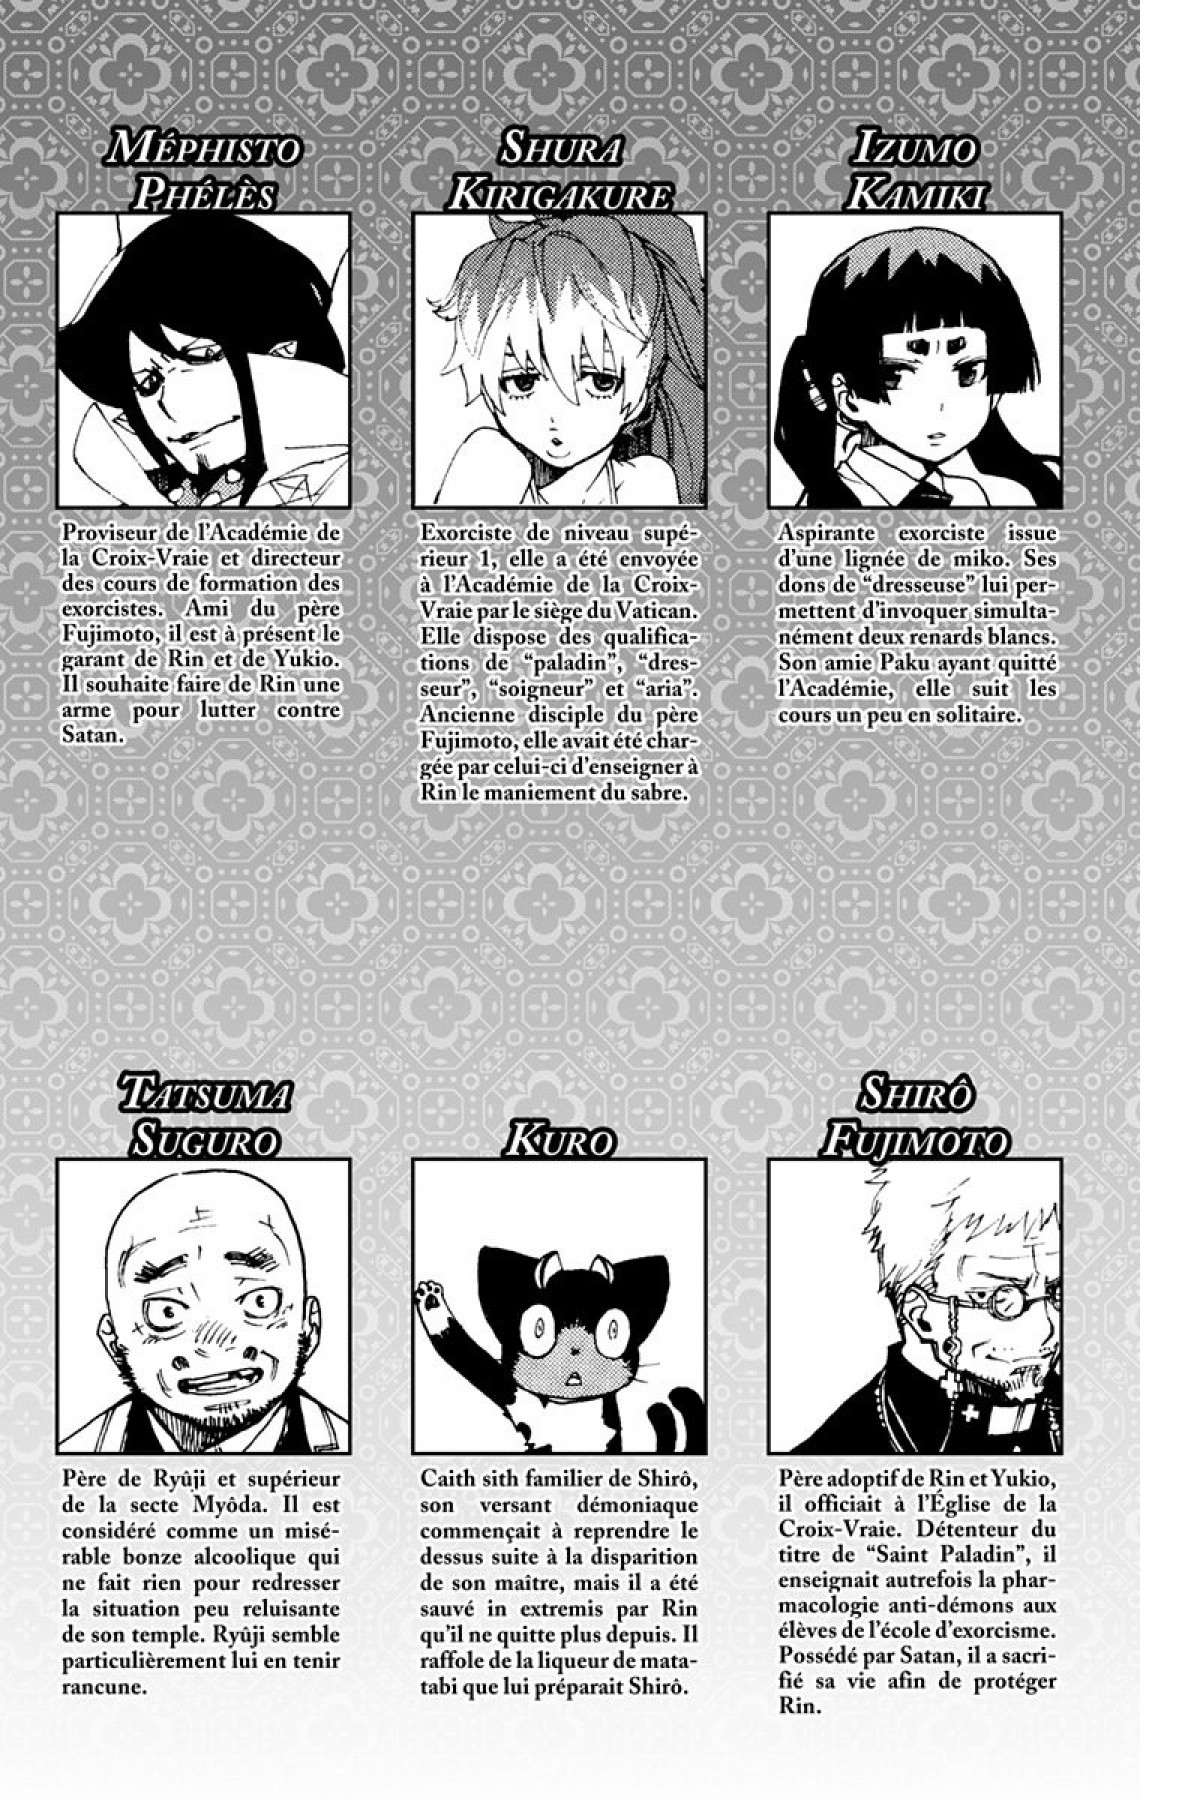 Méphisto
Phélès
Proviseur de l'Académie de
la Croix-Vraie et directeur
des cours de formation des
exorcistes. Ami du père
Fujimoto, il est à présent le
garant de Rin et de Yukio.
Il souhaite faire de Rin une
arme pour lutter contre
Satan.
Shura
Kirigakure
Exorciste de niveau supé-
rieur 1, elle a été envoyée
à l'Académie de la Croix-
Vraie par le siège du Vatican.
Elle dispose des qualifica-
tions de “paladin”, “dres-
seur”, “soigneur” et “aria”.
Ancienne disciple du père
Fujimoto, elle avait été char-
gée par celui-ci d'enseigner à
Rin le maniement du sabre.
Izumo
Kamiki
Aspirante exorciste issue
d'une lignée de miko. Ses
dons de “dresseuse” lui per-
mettent d'invoquer simulta-
nément deux renards blancs.
Son amie Paku ayant quitté
l'Académie, elle suit les
cours un peu en solitaire.
Tatsuma
Suguro
Père de Ryûji et supérieur
de la secte Myôda. Il est
considéré comme un misé-
rable bonze alcoolique qui
ne fait rien pour redresser
la situation peu reluisante
de son temple. Ryûji semble
particulièrement lui en tenir
rancune.
Kuro
Caith sith familier de Shirô,
son versant démoniaque
commençait à reprendre le
dessus suite à la disparition
de son maître, mais il a été
sauvé in extremis par Rin
qu'il ne quitte plus depuis. Il
raffole de la liqueur de mata-
tabi que lui préparait Shirô.
Shirô
Fujimoto
Père adoptif de Rin et Yukio,
il officiait à l'Église de la
Croix-Vraie. Détenteur du
titre de “Saint Paladin”, il
enseignait autrefois la phar-
macologie anti-démons aux
élèves de l'école d'exorcisme.
Possédé par Satan, il a sacri-
fié sa vie afin de protéger
Rin.